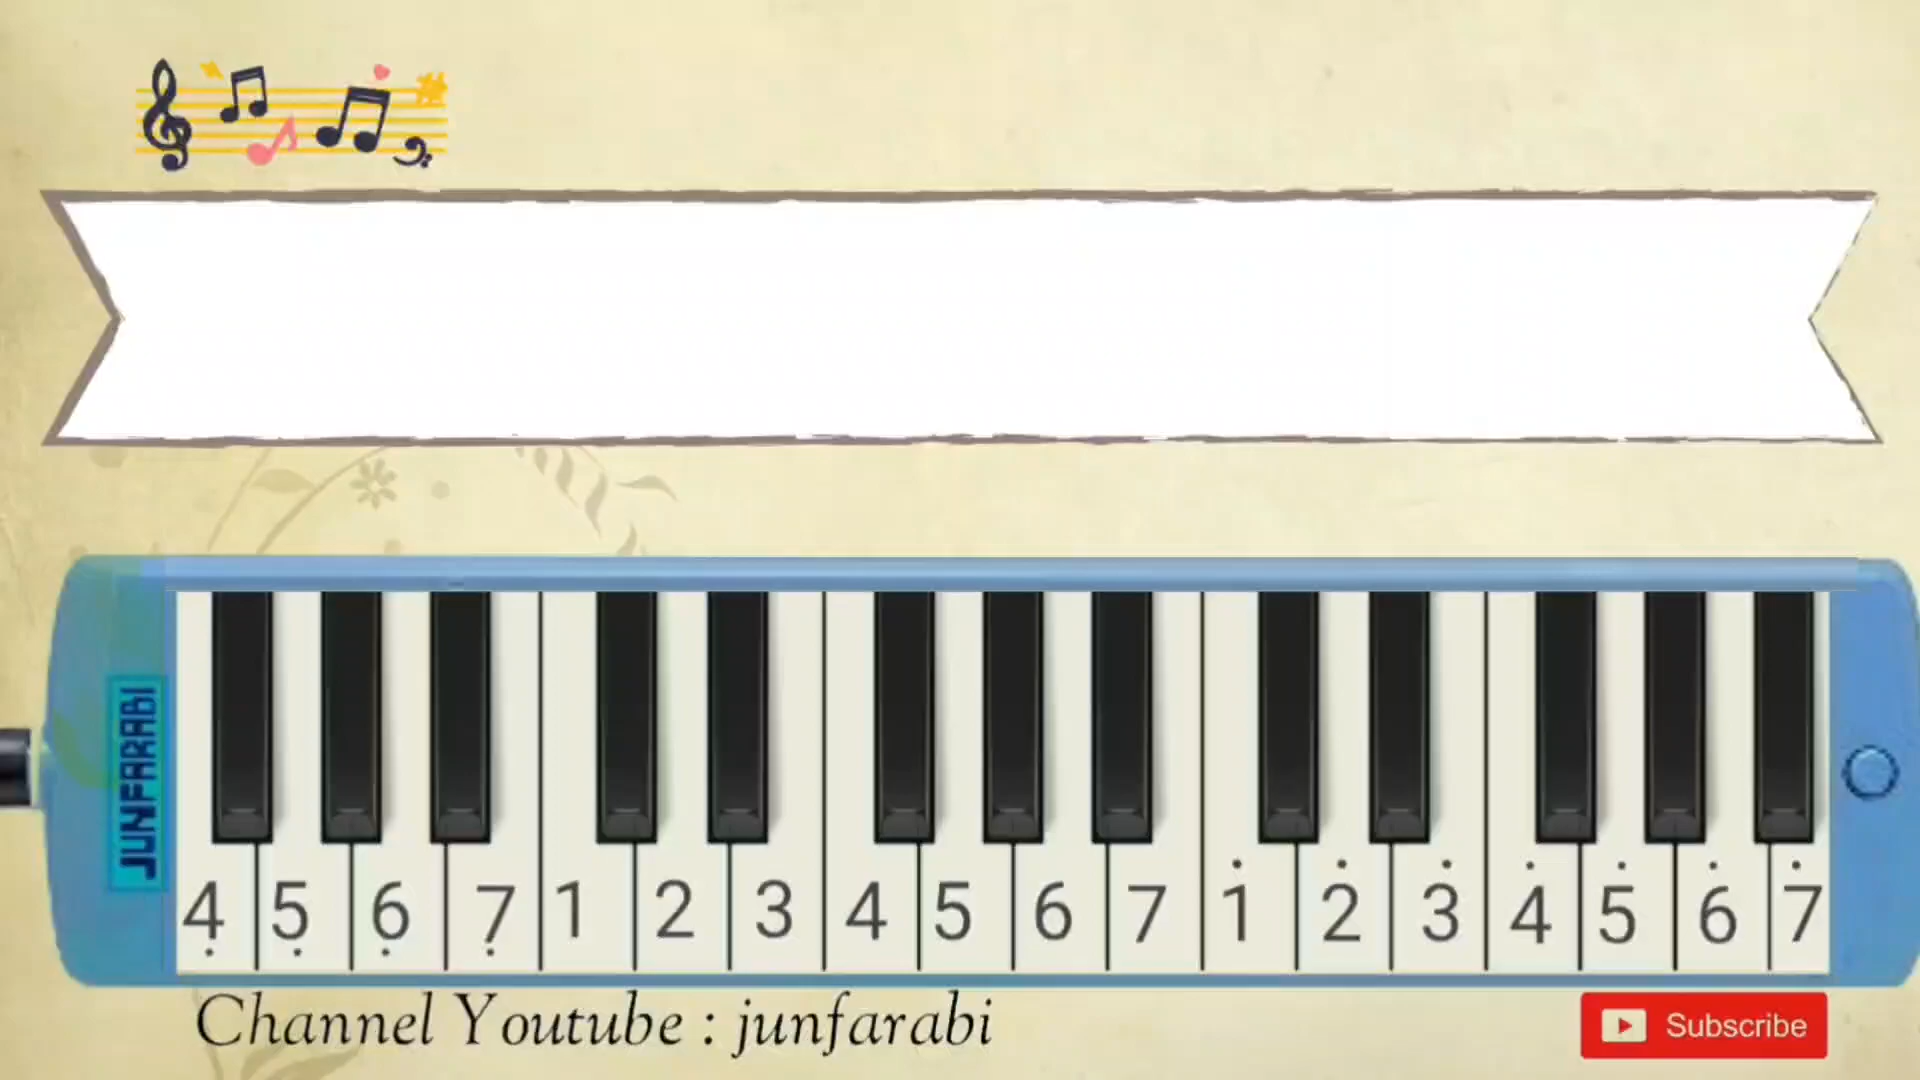 JUNFARABI
4̣ 5̣ 6̣ 7̣ 1 2 3 4 5 6 7 1̇ 2̇ 3̇ 4̇ 5̇ 6̇ 7̇
Channel Youtube : junfarabi
Subscribe